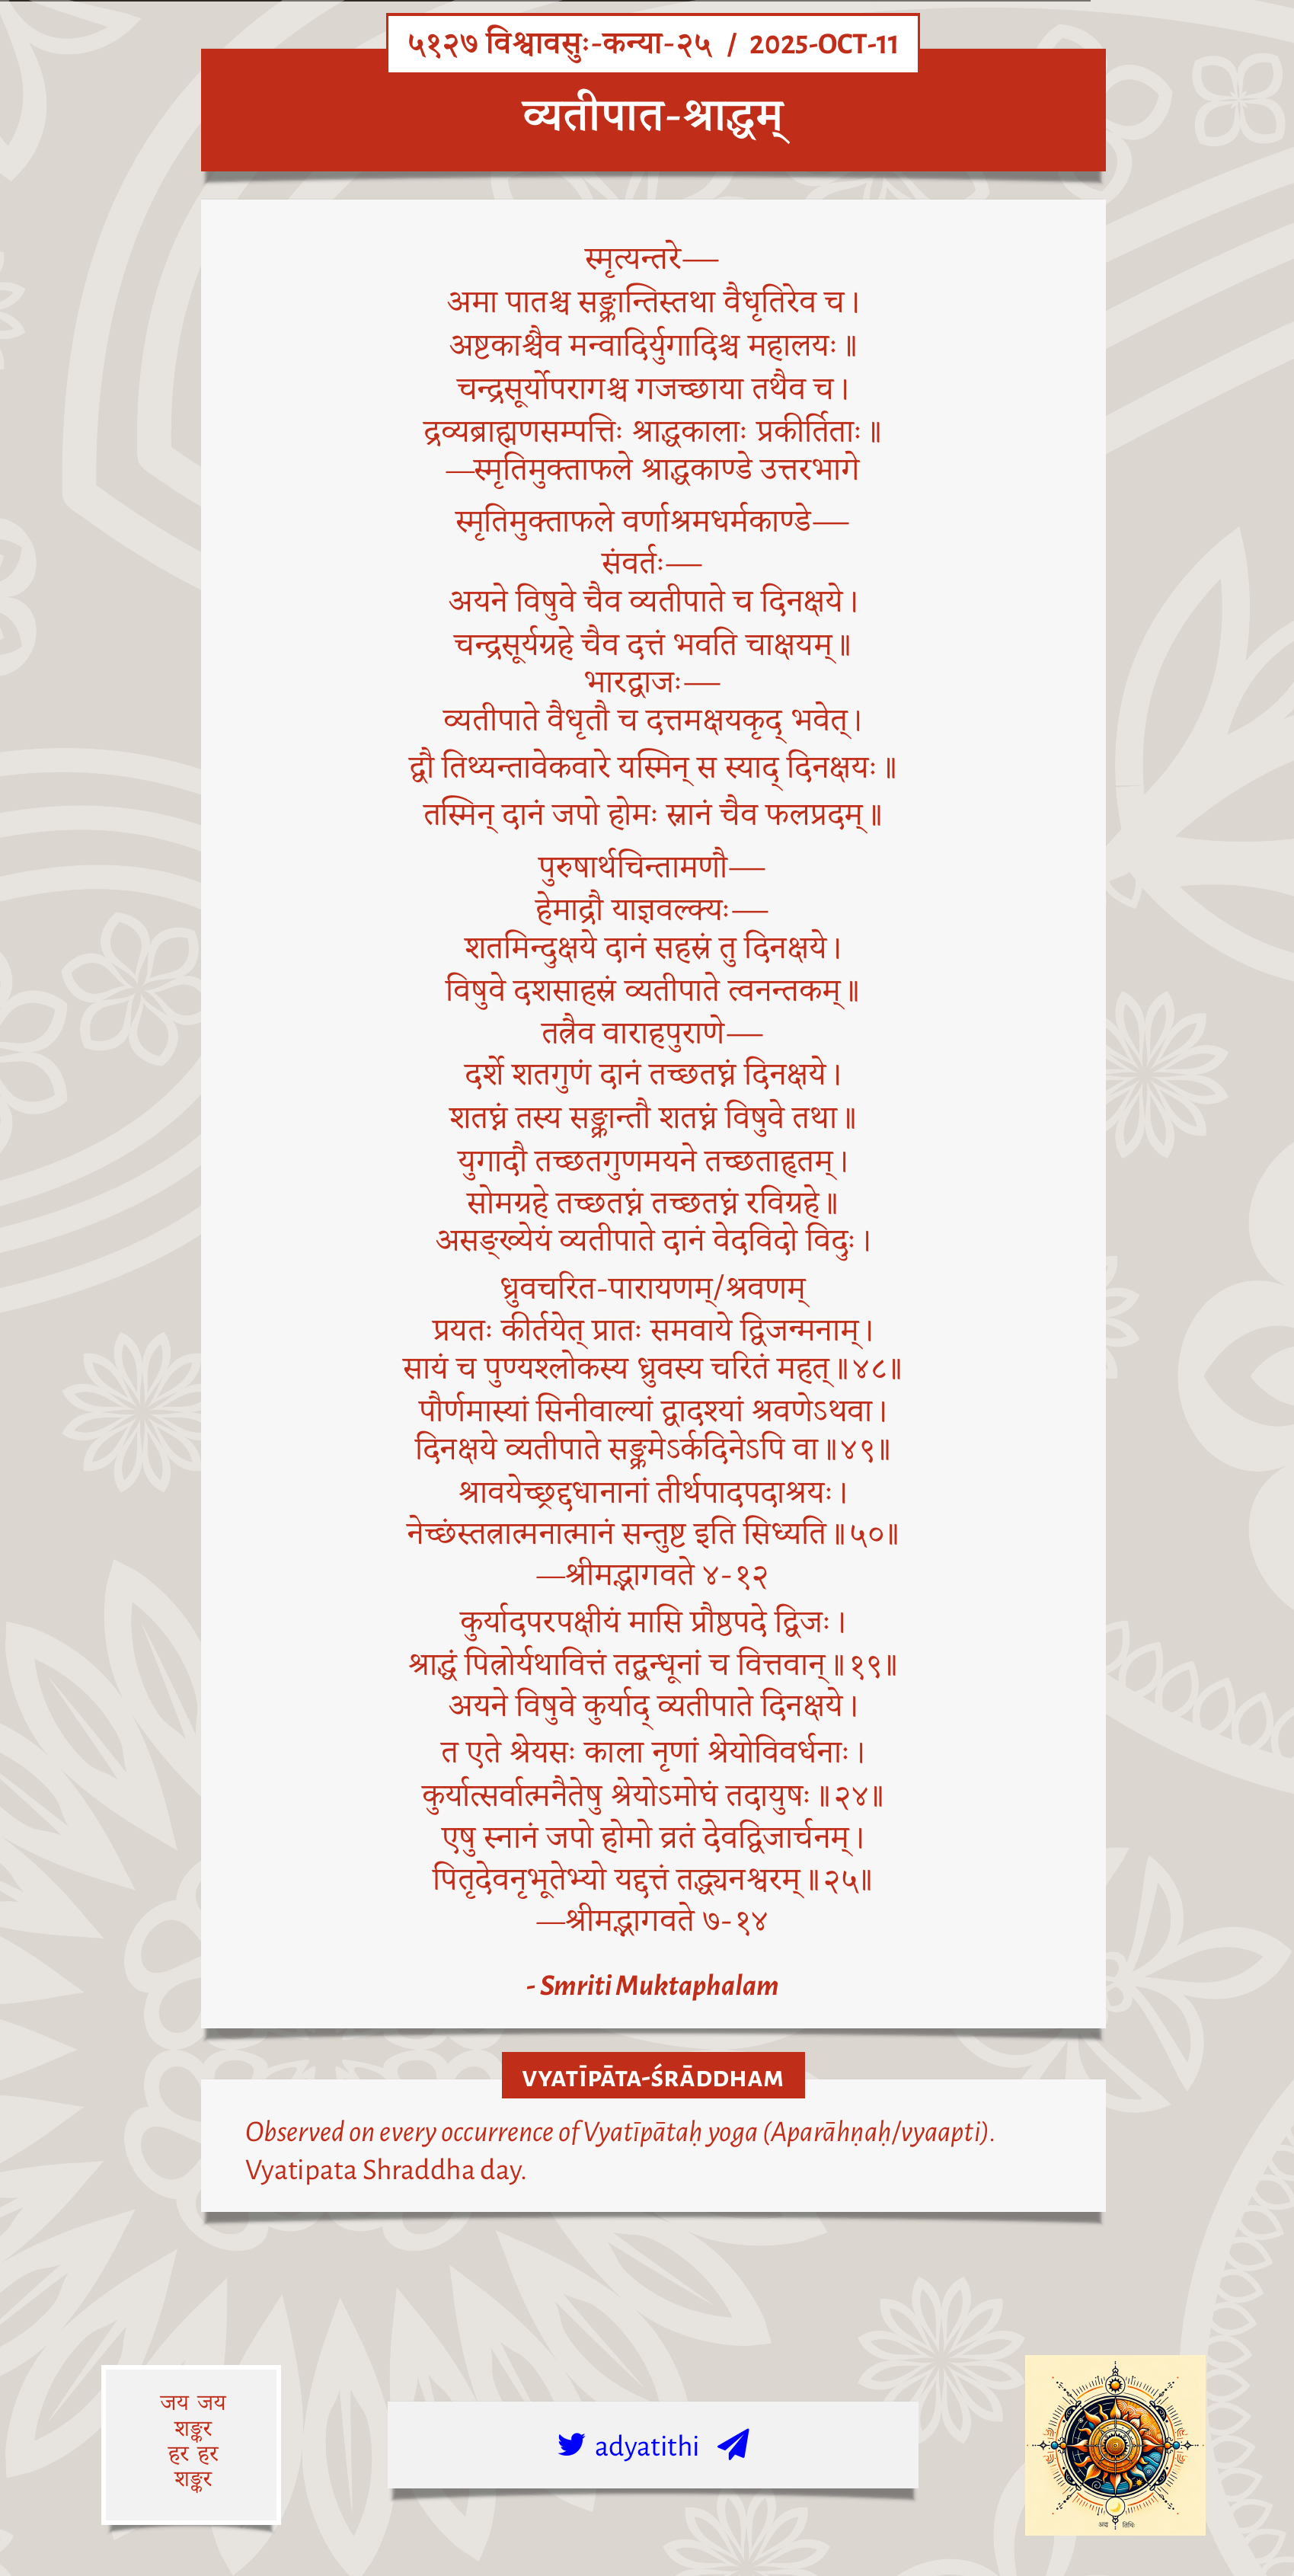 ५१२७ विश्वावसुः-कन्या-२५ / 2025-OCT-11
व्यतीपात-श्राद्धम्
स्मृत्यन्तरे—
अमा पातश्च सङ्क्रान्तिस्तथा वैधृतिरेव च।
अष्टकाश्चैव मन्वादिर्युगादिश्च महालयः॥
चन्द्रसूर्योपरागश्च गजच्छाया तथैव च।
द्रव्यब्राह्मणसम्पत्तिः श्राद्धकालाः प्रकीर्तिताः॥
—स्मृतिमुक्ताफले श्राद्धकाण्डे उत्तरभागे
स्मृतिमुक्ताफले वर्णाश्रमधर्मकाण्डे—
संवर्तः—
अयने विषुवे चैव व्यतीपाते च दिनक्षये।
चन्द्रसूर्यग्रहे चैव दत्तं भवति चाक्षयम्॥
भारद्वाजः—
व्यतीपाते वैधृतौ च दत्तमक्षयकृद् भवेत्।
द्वौ तिथ्यन्तावेकवारे यस्मिन् स स्याद् दिनक्षयः॥
तस्मिन् दानं जपो होमः स्नानं चैव फलप्रदम्॥
पुरुषार्थचिन्तामणौ—
हेमाद्रौ याज्ञवल्क्यः—
शतमिन्दुक्षये दानं सहस्रं तु दिनक्षये।
विषुवे दशसाहस्रं व्यतीपाते त्वनन्तकम्॥
तत्रैव वाराहपुराणे—
दर्शे शतगुणं दानं तच्छतघ्नं दिनक्षये।
शतघ्नं तस्य सङ्क्रान्तौ शतघ्नं विषुवे तथा॥
युगादौ तच्छतगुणमयने तच्छताहृतम्।
सोमग्रहे तच्छतघ्नं तच्छतघ्नं रविग्रहे॥
असङ्ख्येयं व्यतीपाते दानं वेदविदो विदुः।
ध्रुवचरित-पारायणम्/श्रवणम्
प्रयतः कीर्तयेत् प्रातः समवाये द्विजन्मनाम्।
सायं च पुण्यश्लोकस्य ध्रुवस्य चरितं महत्॥४८॥
पौर्णमास्यां सिनीवाल्यां द्वादश्यां श्रवणेऽथवा।
दिनक्षये व्यतीपाते सङ्क्रमेऽर्कदिनेऽपि वा॥४९॥
श्रावयेच्छ्रद्दधानानां तीर्थपादपदाश्रयः।
नेच्छंस्तत्रात्मनात्मानं सन्तुष्ट इति सिध्यति॥५०॥
—श्रीमद्भागवते ४-१२
कुर्यादपरपक्षीयं मासि प्रौष्ठपदे द्विजः।
श्राद्धं पित्रोर्यथावित्तं तद्बन्धूनां च वित्तवान्॥१९॥
अयने विषुवे कुर्याद् व्यतीपाते दिनक्षये।
त एते श्रेयसः काला नृणां श्रेयोविवर्धनाः।
कुर्यात्सर्वात्मनैतेषु श्रेयोऽमोघं तदायुषः॥२४॥
एषु स्नानं जपो होमो व्रतं देवद्विजार्चनम्।
पितृदेवनृभूतेभ्यो यद्दत्तं तद्ध्यनश्वरम्॥२५॥
—श्रीमद्भागवते ७-१४
- Smriti Muktaphalam
VYATĪPĀTA-ŚRĀDDHAM
Observed on every occurrence of Vyatīpātaḥ yoga (Aparāhṇaḥ/vyaapti).
Vyatipata Shraddha day.
जय जय
शङ्कर
हर हर
शङ्कर
adyatithi
अद्य तिथिः